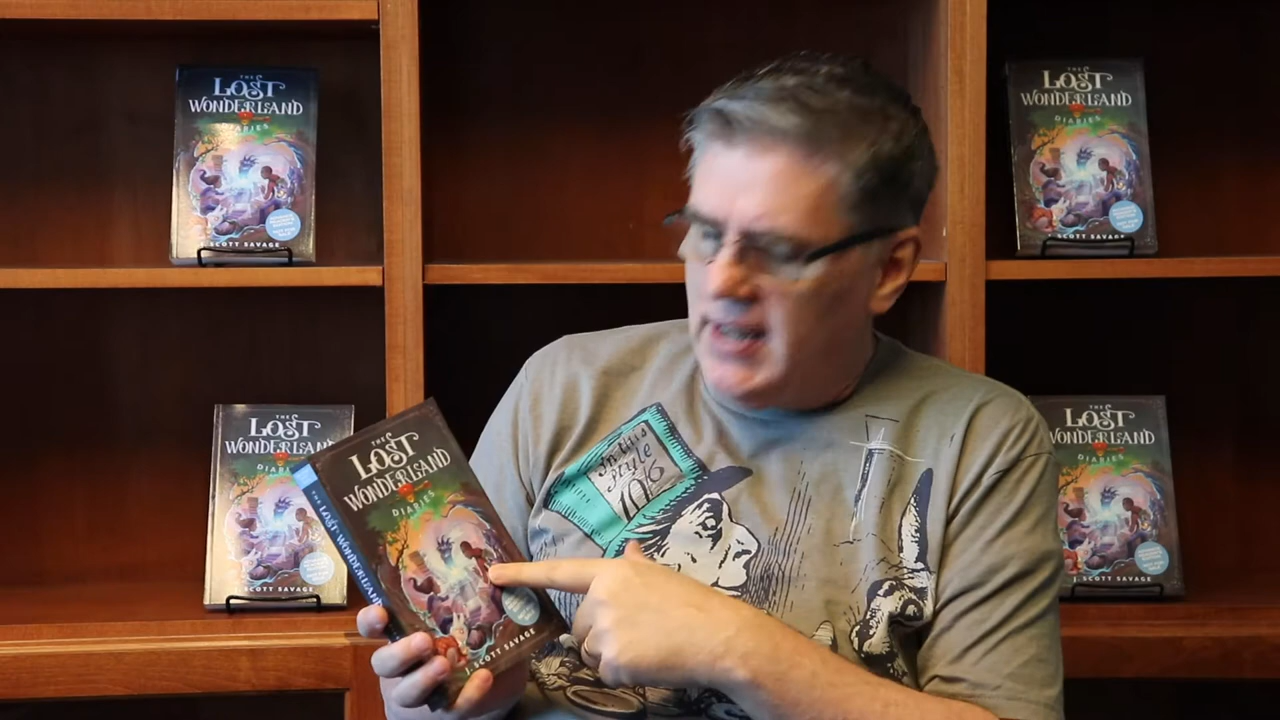 THE
LOST
WONDERLAND
DIARIES
SCOTT SAVAGE
THE
LOST
WONDERLAND
DIARIES
SCOTT SAVAGE
THE
LOST
WONDERLAND
DIARIES
SCOTT SAVAGE
THE LOST WONDERLAND
THE
LOST
WONDERLAND
DIARIES
J. SCOTT SAVAGE
In this
style
10/6
THE
LOST
WONDERLAND
DIARIES
J. SCOTT SAVAGE